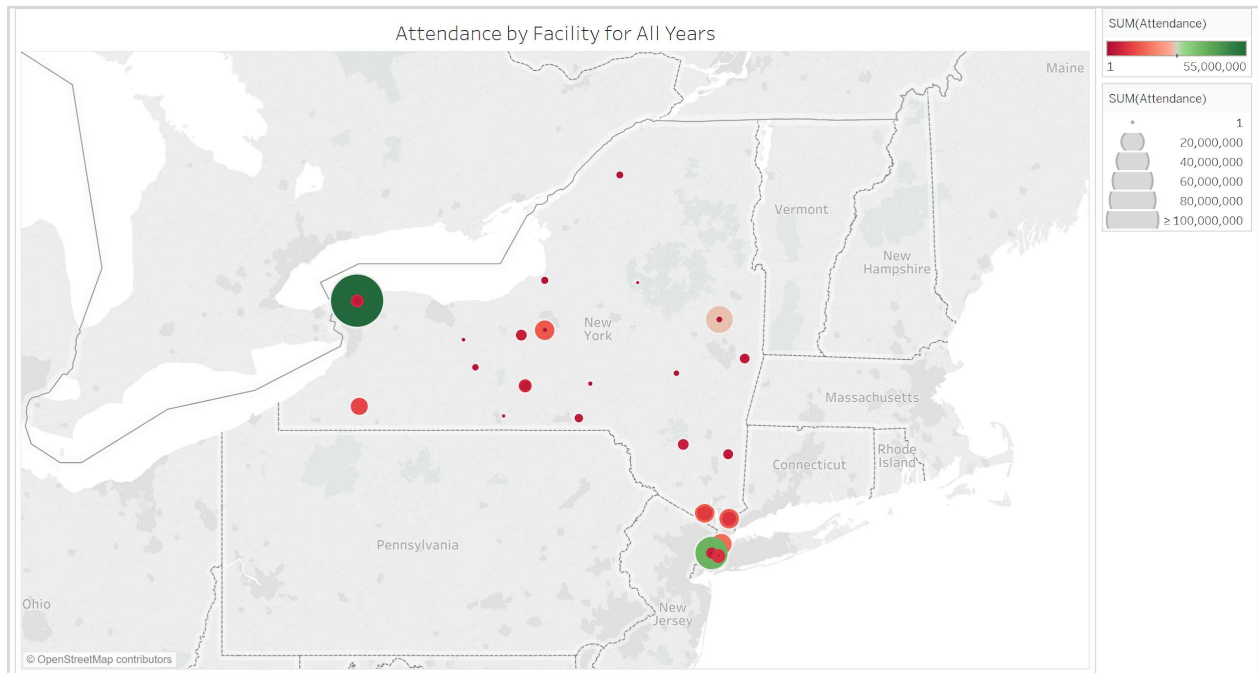 Attendance by Facility for All Years
SUM(Attendance)
1 55,000,000
SUM(Attendance)
1
20,000,000
40,000,000
60,000,000
80,000,000
≥ 100,000,000
Maine
Vermont
New
Hampshire
New
York
Massachusetts
Rhode
Island
Connecticut
Pennsylvania
Ohio
New
Jersey
© OpenStreetMap contributors